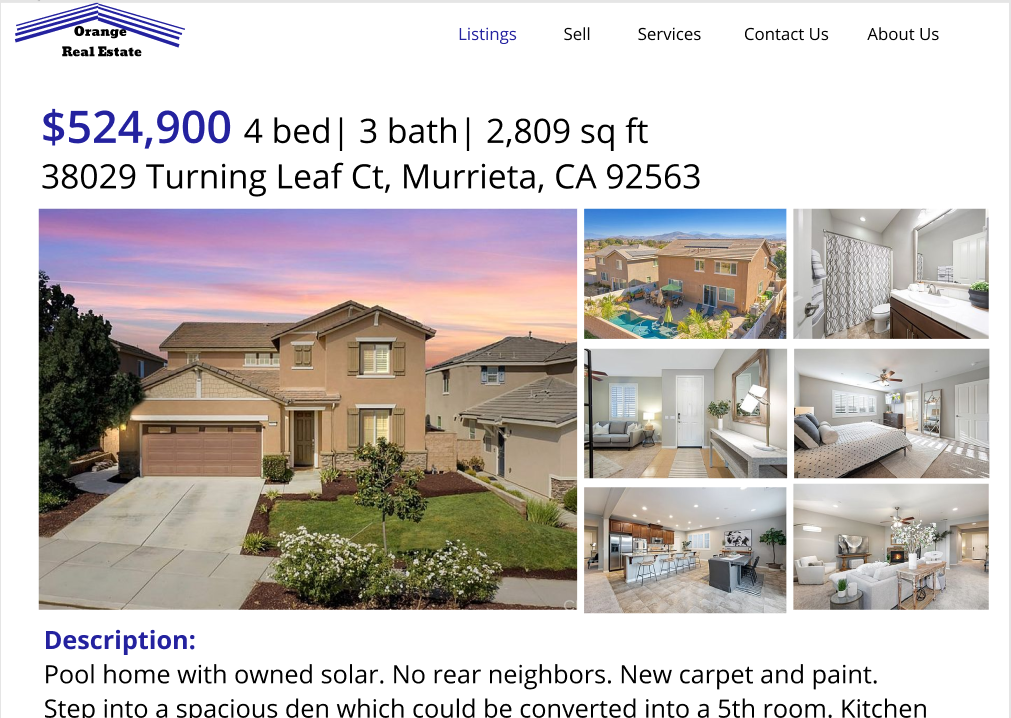 Orange
Real Estate
Listings
Sell
Services
Contact Us
About Us
$524,900 4 bed| 3 bath| 2,809 sq ft
38029 Turning Leaf Ct, Murrieta, CA 92563
Description:
Pool home with owned solar. No rear neighbors. New carpet and paint.
Step into a spacious den which could be converted into a 5th room. Kitchen